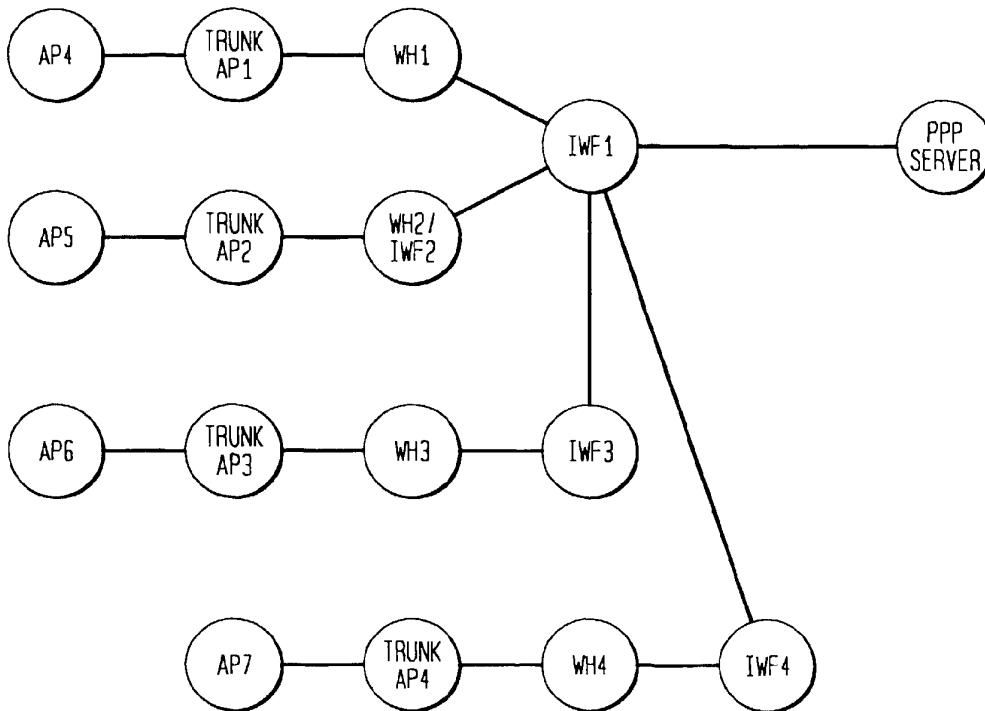 AP4
TRUNK
AP1
WH1
IWF1
PPP
SERVER
AP5
TRUNK
AP2
WH2/
IWF2
AP6
TRUNK
AP3
WH3
IWF3
AP7
TRUNK
AP4
WH4
IWF4